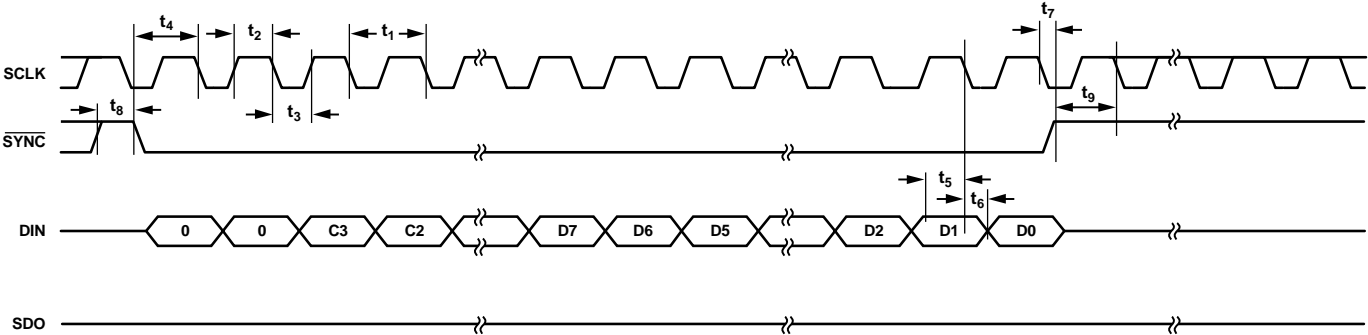 t4
t2
t1
t7
SCLK
t8
t3
t9
SYNC
t5
t6
DIN
0
0
C3
C2
D7
D6
D5
D2
D1
D0
SDO